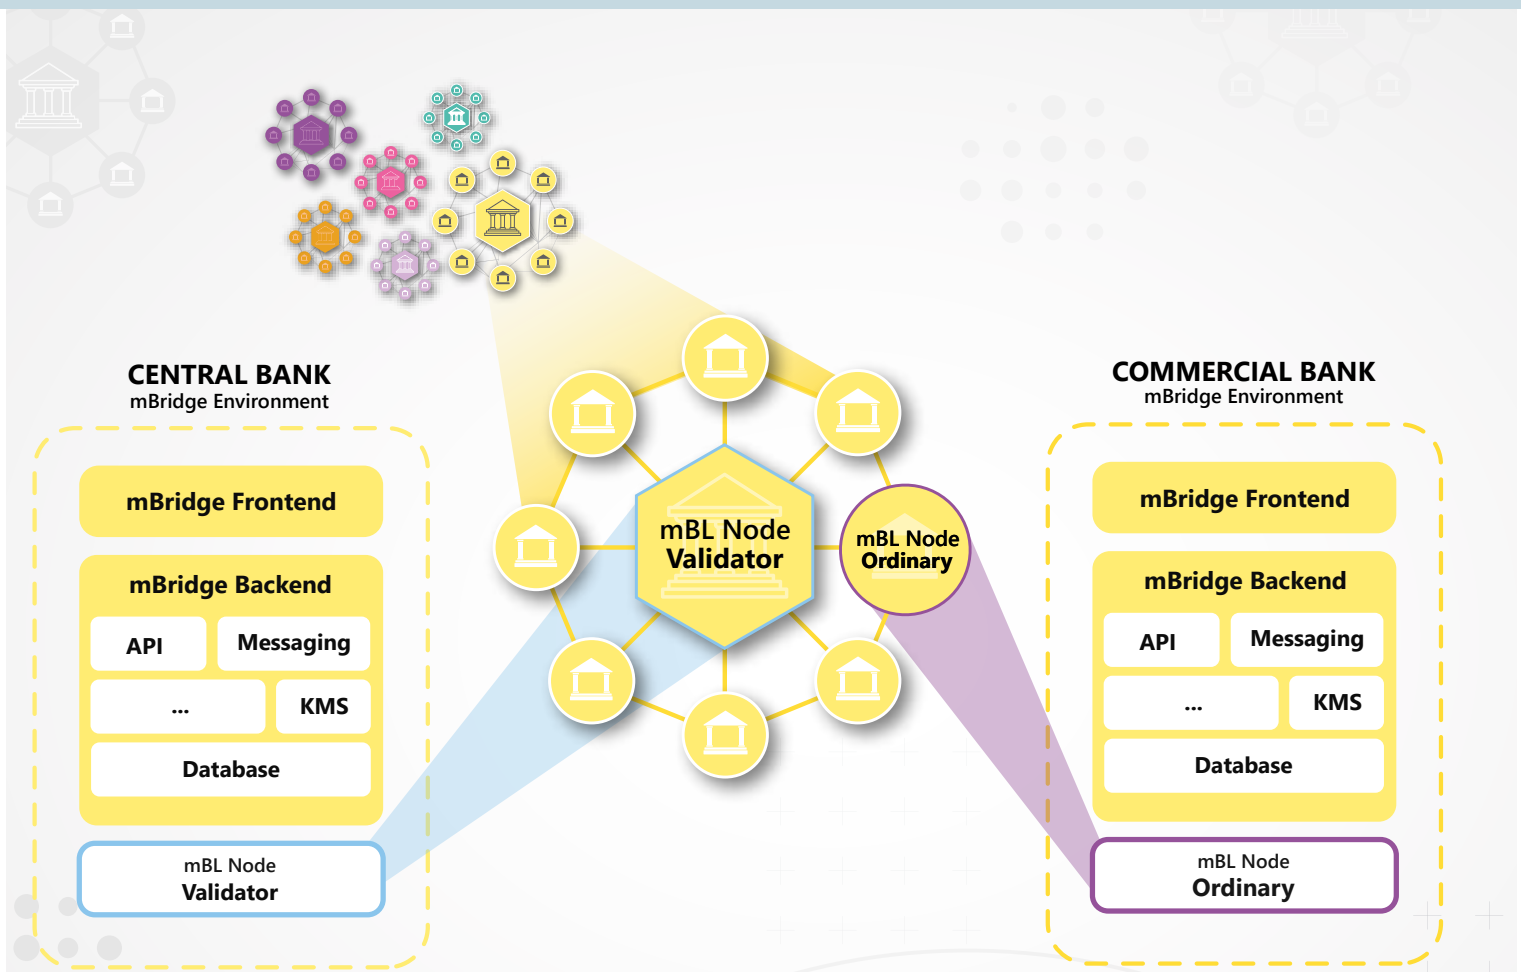 CENTRAL BANK
mBridge Environment
mBridge Frontend
mBridge Backend
API
Messaging
...
KMS
Database
mBL Node
Validator
mBL Node
Validator
mBL Node
Ordinary
COMMERCIAL BANK
mBridge Environment
mBridge Frontend
mBridge Backend
API
Messaging
...
KMS
Database
mBL Node
Ordinary